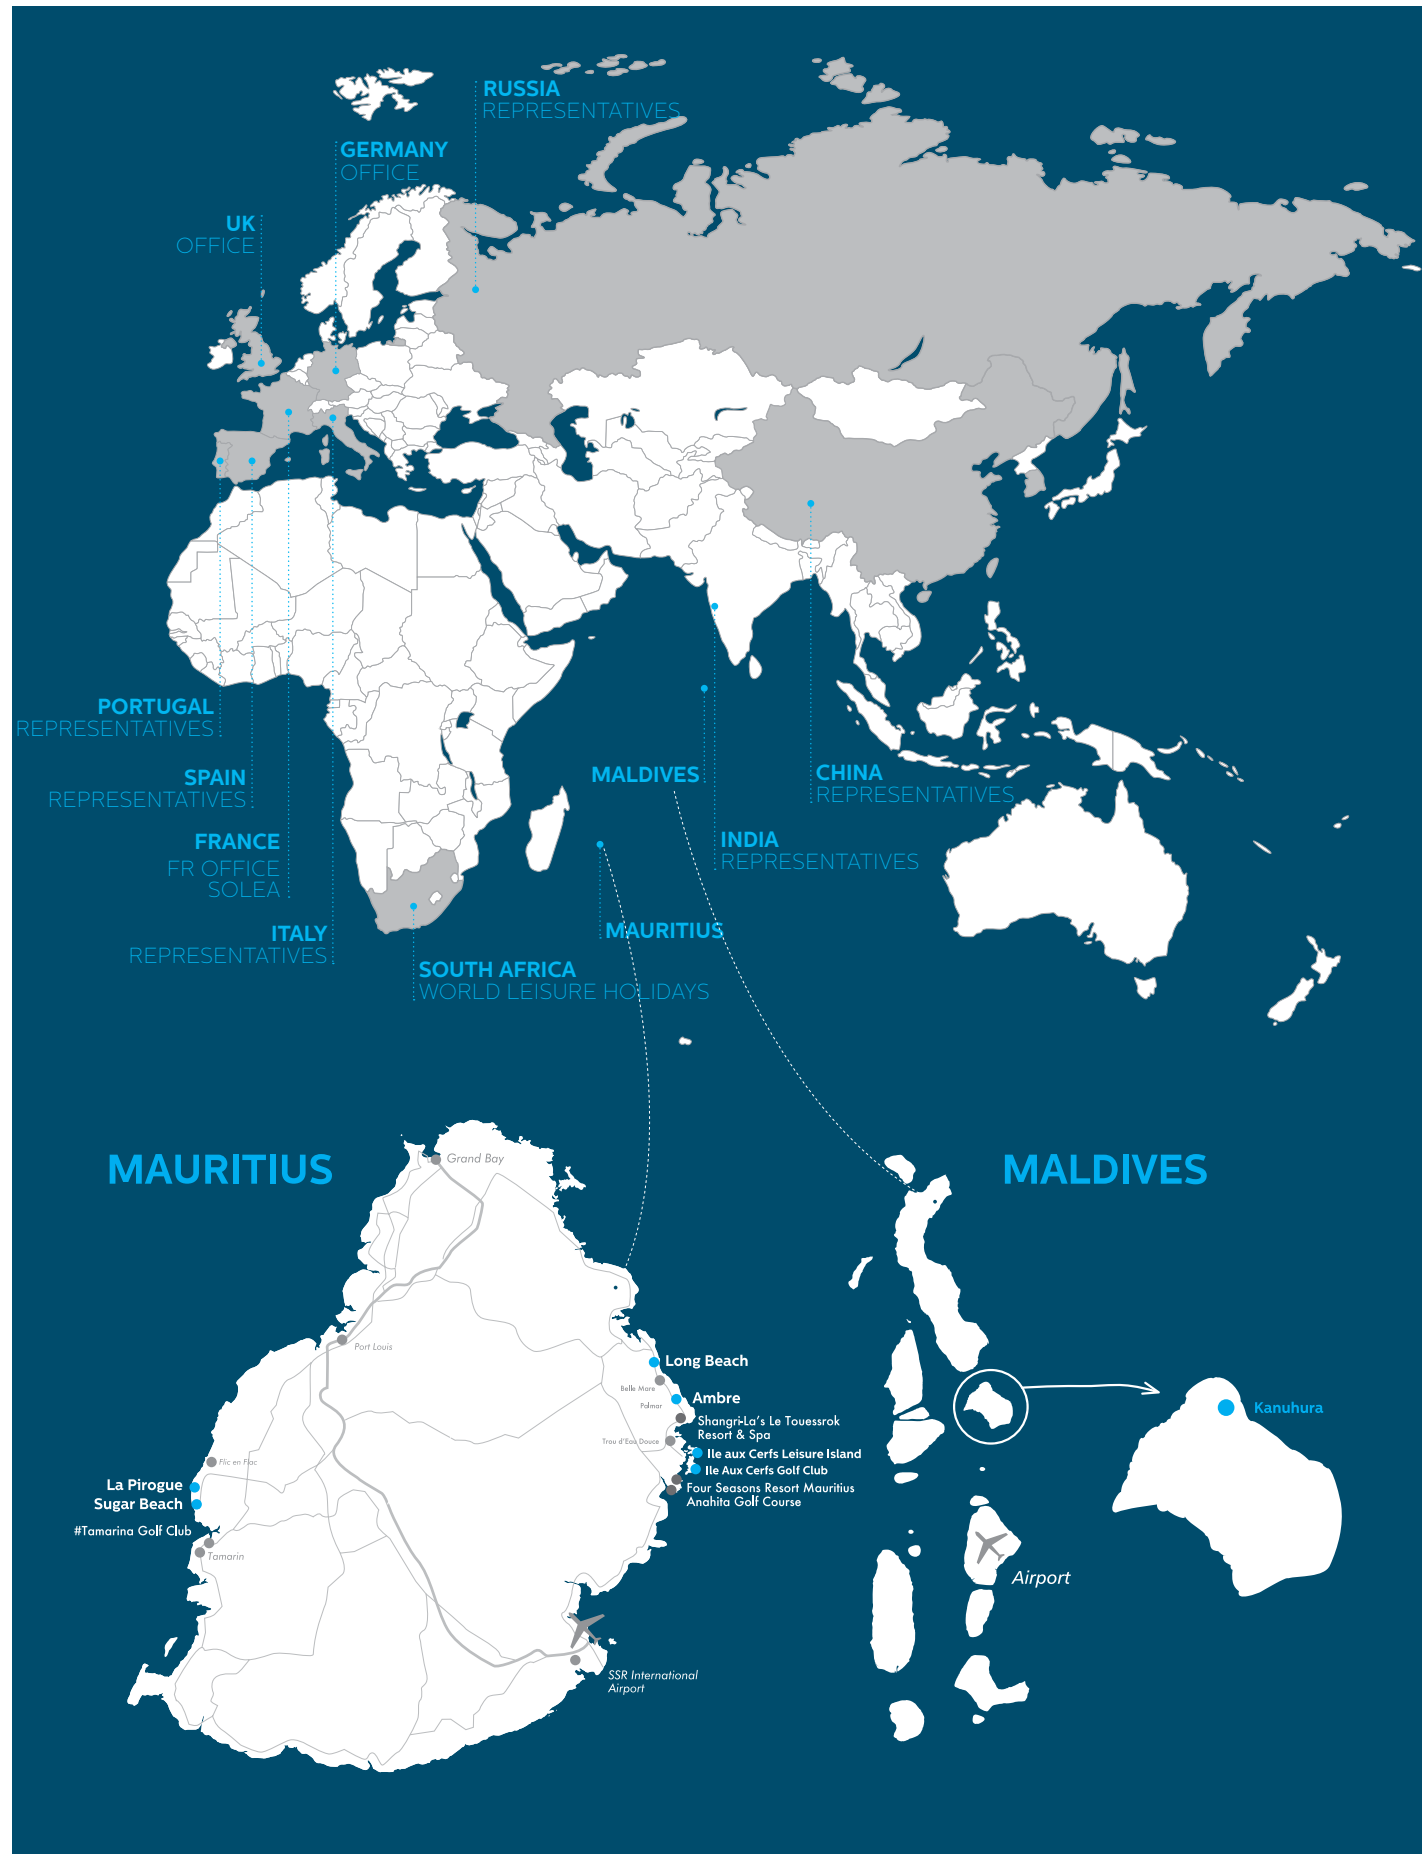 RUSSIA
REPRESENTATIVES
GERMANY
OFFICE
UK
OFFICE
PORTUGAL
REPRESENTATIVES
SPAIN
REPRESENTATIVES
FRANCE
FR OFFICE
SOLEA
ITALY
REPRESENTATIVES
SOUTH AFRICA
WORLD LEISURE HOLIDAYS
MALDIVES
MAURITIUS
CHINA
REPRESENTATIVES
INDIA
REPRESENTATIVES
MAURITIUS
Grand Bay
Port Louis
Long Beach
Belle Mare
Ambre
Palmar
Shangri-La's Le Touessrok
Resort & Spa
Trou d'Eau Douce
Ile aux Cerfs Leisure Island
Ile Aux Cerfs Golf Club
Four Seasons Resort Mauritius
Anahita Golf Course
Flic en Flac
La Pirogue
Sugar Beach
#Tamarina Golf Club
Tamarin
SSR International
Airport
MALDIVES
Kanuhura
Airport